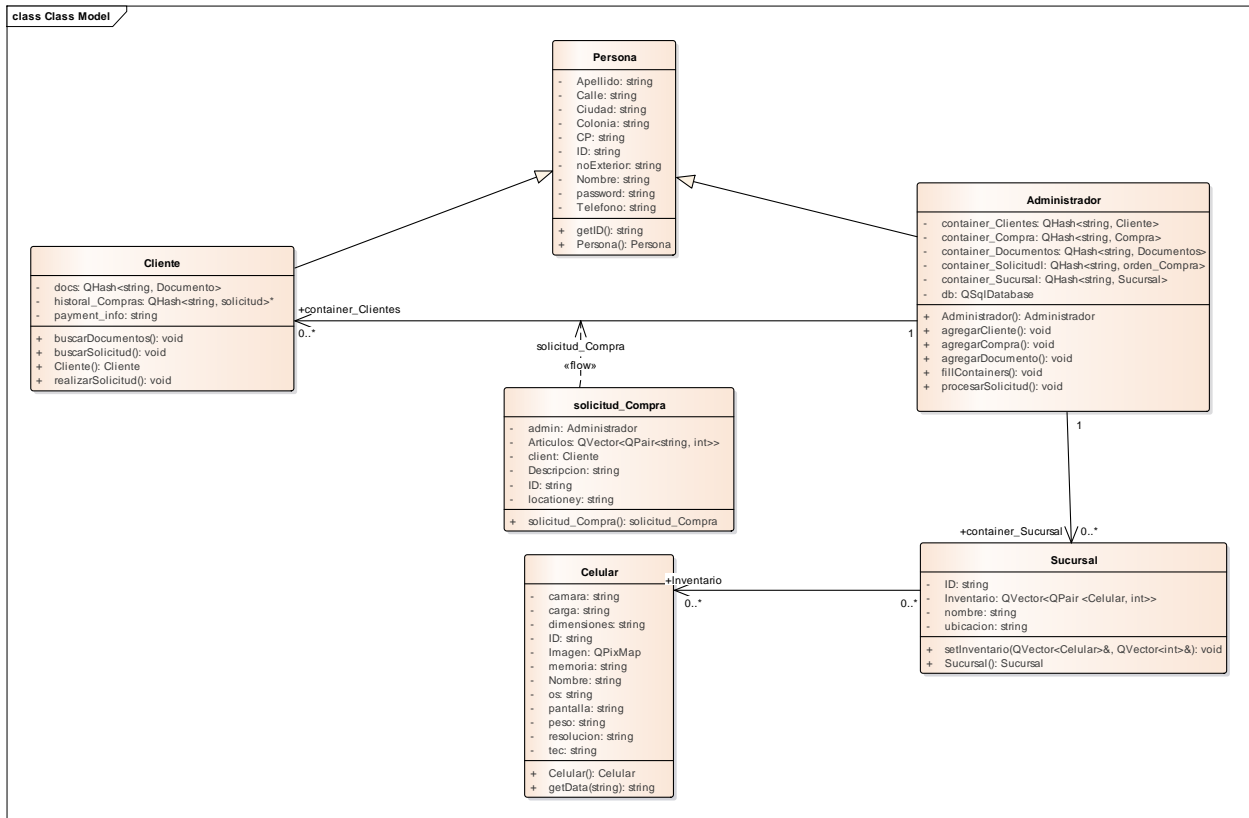 class Class Model
Persona
- Apellido: string
- Calle: string
- Ciudad: string
- Colonia: string
- CP: string
- ID: string
- noExterior: string
- Nombre: string
- password: string
- Telefono: string
+ getID(): string
+ Persona(): Persona
Administrador
- container_Clientes: QHash<string, Cliente>
- container_Compra: QHash<string, Compra>
- container_Documentos: QHash<string, Documentos>
- container_Solicitudl: QHash<string, orden_Compra>
- container_Sucursal: QHash<string, Sucursal>
- db: QSqlDatabase
+ Administrador(): Administrador
+ agregarCliente(): void
+ agregarCompra(): void
+ agregarDocumento(): void
+ fillContainers(): void
+ procesarSolicitud(): void
Cliente
- docs: QHash<string, Documento>
- historal_Compras: QHash<string, solicitud>*
- payment_info: string
+ buscarDocumentos(): void
+ buscarSolicitud(): void
+ Cliente(): Cliente
+ realizarSolicitud(): void
+container_Clientes
0..*
1
solicitud_Compra
«flow»
solicitud_Compra
- admin: Administrador
- Articulos: QVector<QPair<string, int>>
- client: Cliente
- Descripcion: string
- ID: string
- locationey: string
+ solicitud_Compra(): solicitud_Compra
1
+container_Sucursal
0..*
Celular
- camara: string
- carga: string
- dimensiones: string
- ID: string
- Imagen: QPixMap
- memoria: string
- Nombre: string
- os: string
- pantalla: string
- peso: string
- resolucion: string
- tec: string
+ Celular(): Celular
+ getData(string): string
+Inventario
0..*
0..*
Sucursal
- ID: string
- Inventario: QVector<QPair <Celular, int>>
- nombre: string
- ubicacion: string
+ setInventario(QVector<Celular>&, QVector<int>&): void
+ Sucursal(): Sucursal